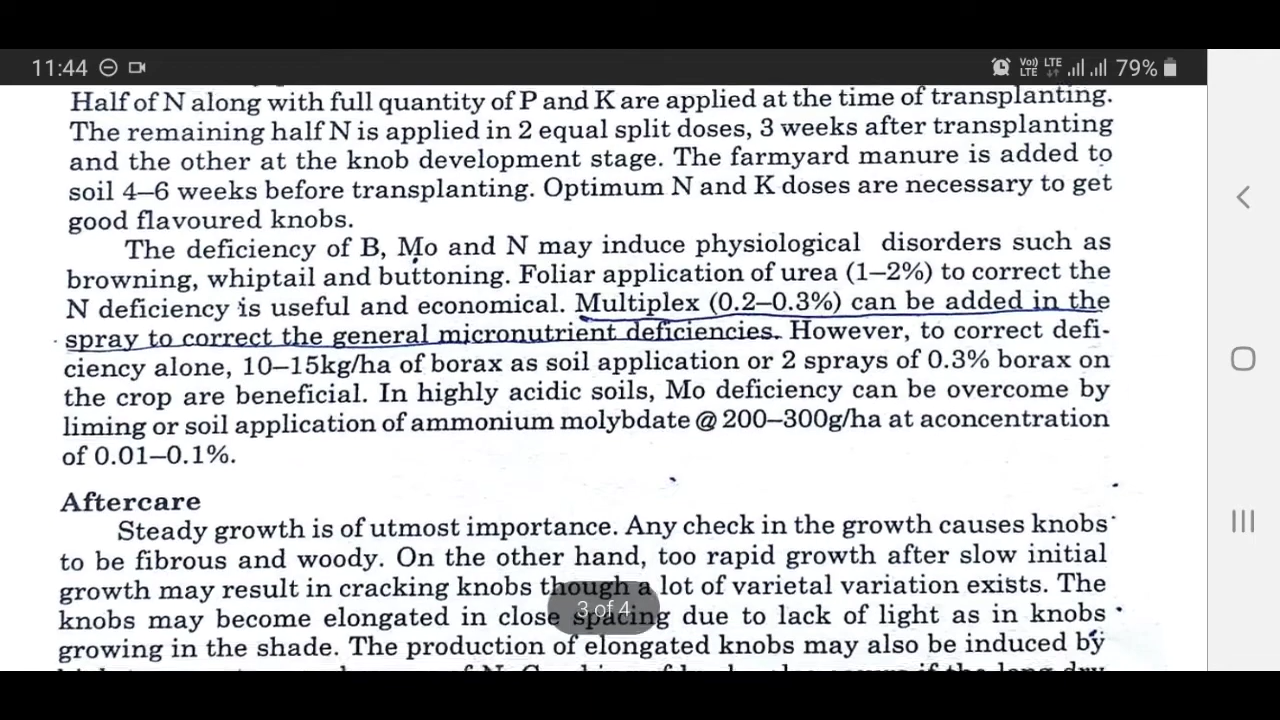 11:44
Vo) LTE LTE 79%
Half of N along with full quantity of P and K are applied at the time of transplanting.
The remaining half N is applied in 2 equal split doses, 3 weeks after transplanting
and the other at the knob development stage. The farmyard manure is added to
soil 4–6 weeks before transplanting. Optimum N and K doses are necessary to get
good flavoured knobs.
The deficiency of B, Mo and N may induce physiological disorders such as
browning, whiptail and buttoning. Foliar application of urea (1–2%) to correct the
N deficiency is useful and economical. Multiplex (0.2–0.3%) can be added in the
spray to correct the general micronutrient deficiencies. However, to correct defi-
ciency alone, 10–15kg/ha of borax as soil application or 2 sprays of 0.3% borax on
the crop are beneficial. In highly acidic soils, Mo deficiency can be overcome by
liming or soil application of ammonium molybdate @ 200–300g/ha at aconcentration
of 0.01–0.1%.
Aftercare
Steady growth is of utmost importance. Any check in the growth causes knobs
to be fibrous and woody. On the other hand, too rapid growth after slow initial
growth may result in cracking knobs though a lot of varietal variation exists. The
3 of 4
knobs may become elongated in close spacing due to lack of light as in knobs
growing in the shade. The production of elongated knobs may also be induced by